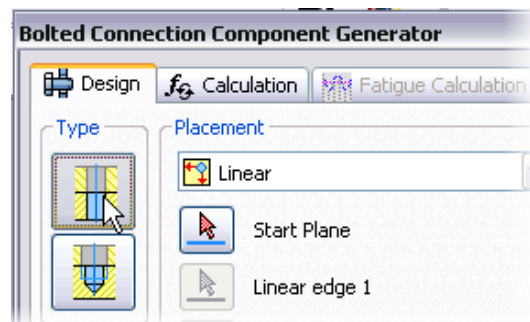 Bolted Connection Component Generator
Design
Calculation
Fatigue Calculation
Type
Placement
Linear
Start Plane
Linear edge 1